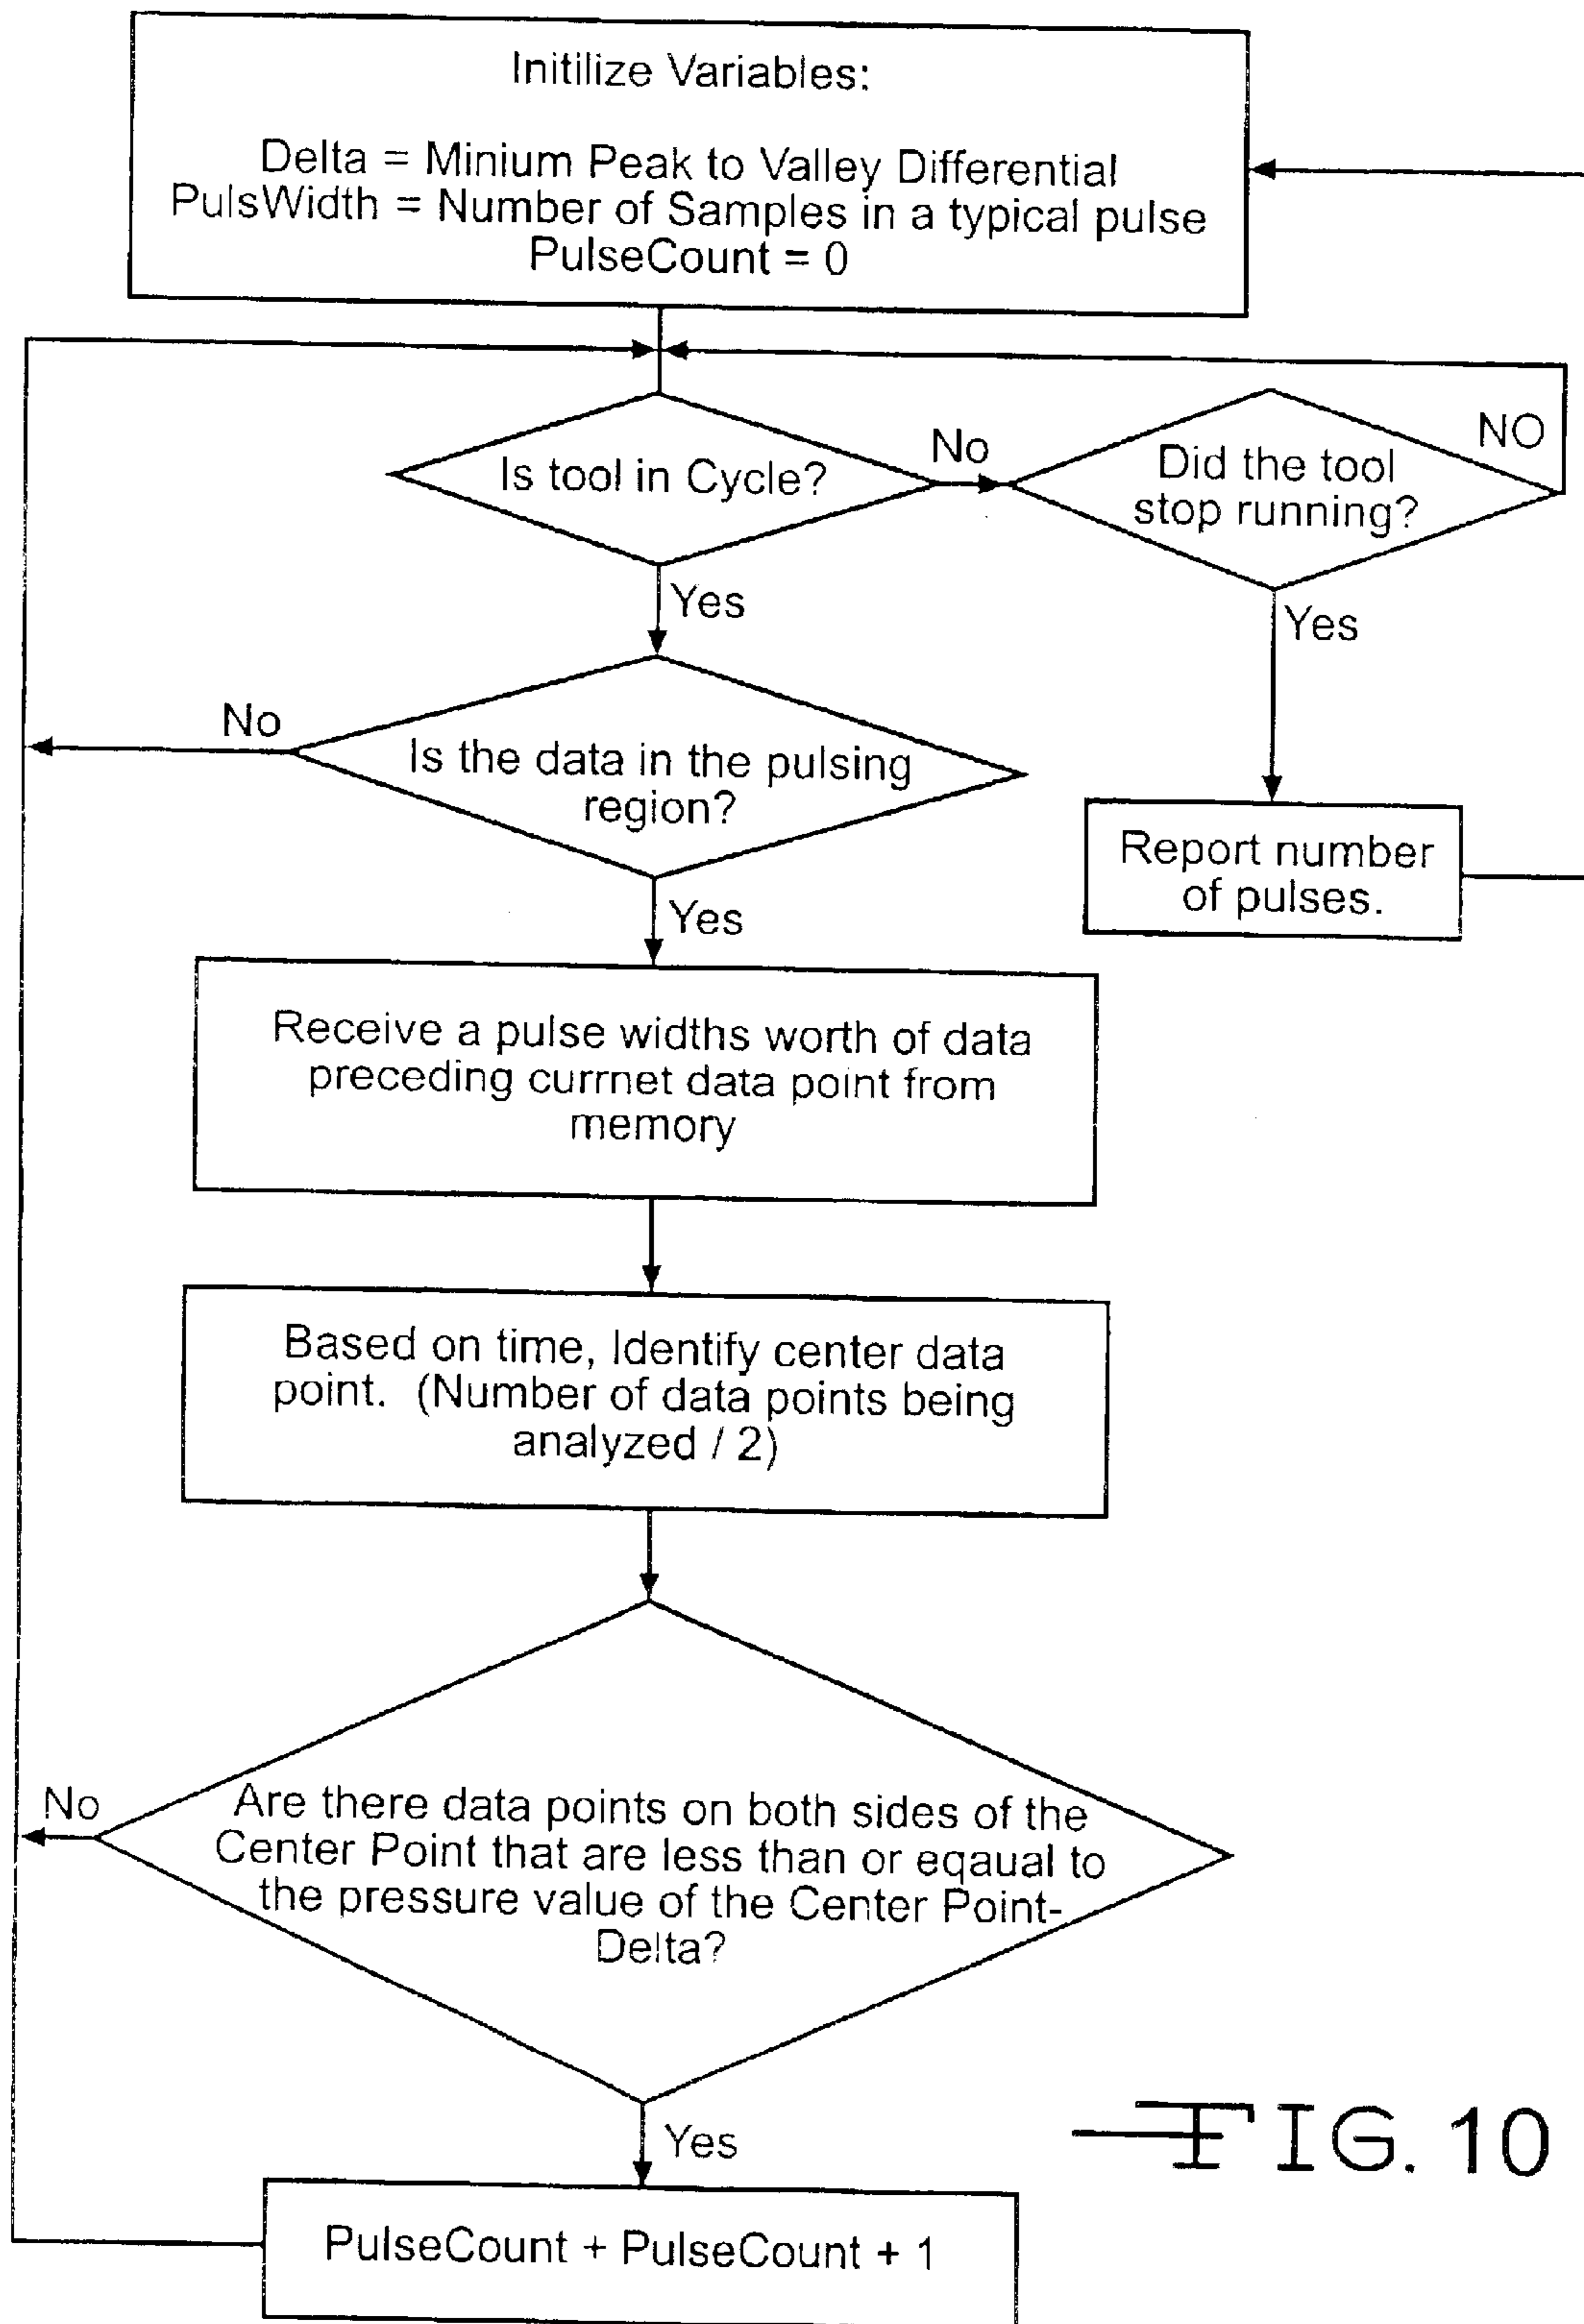 Initilize Variables:
Delta = Minium Peak to Valley Differential
PulsWidth = Number of Samples in a typical pulse
PulseCount = 0
Is tool in Cycle?
No
Did the tool
stop running?
NO
Yes
Yes
Is the data in the pulsing
region?
No
Report number
of pulses.
Yes
Receive a pulse widths worth of data
preceding currnet data point from
memory
Based on time, Identify center data
point. (Number of data points being
analyzed / 2)
No
Are there data points on both sides of the
Center Point that are less than or eqaual to
the pressure value of the Center Point-
Delta?
Yes
PulseCount + PulseCount + 1
FIG. 10